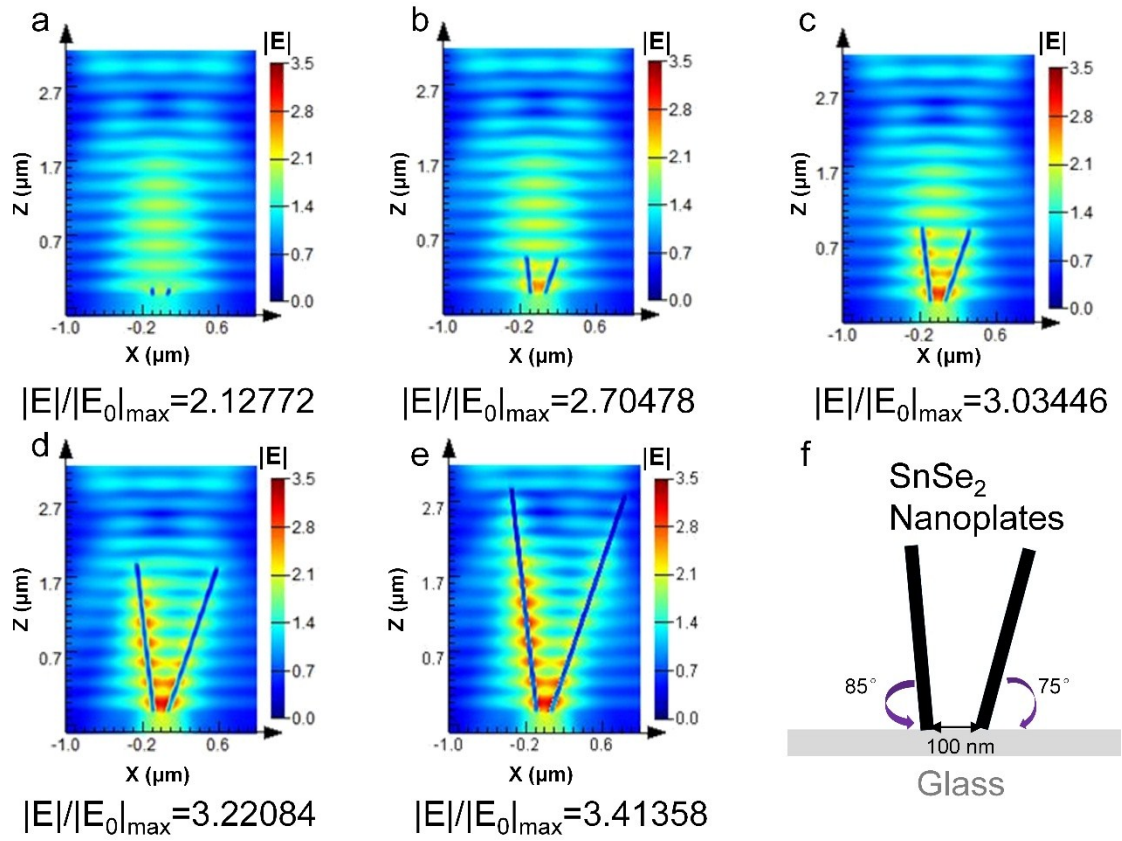 a
|E|
3.5
2.8
2.1
1.4
0.7
0.0
2.7
1.7
0.7
Z (μm)
-1.0 -0.2 0.6
X (μm)
|E|/|E₀|ₘₐₓ=2.12772
b
|E|
3.5
2.8
2.1
1.4
0.7
0.0
2.7
1.7
0.7
Z (μm)
-1.0 -0.2 0.6
X (μm)
|E|/|E₀|ₘₐₓ=2.70478
c
|E|
3.5
2.8
2.1
1.4
0.7
0.0
2.7
1.7
0.7
Z (μm)
-1.0 -0.2 0.6
X (μm)
|E|/|E₀|ₘₐₓ=3.03446
d
|E|
3.5
2.8
2.1
1.4
0.7
0.0
2.7
1.7
0.7
Z (μm)
-1.0 -0.2 0.6
X (μm)
|E|/|E₀|ₘₐₓ=3.22084
e
|E|
3.5
2.8
2.1
1.4
0.7
0.0
2.7
1.7
0.7
Z (μm)
-1.0 -0.2 0.6
X (μm)
|E|/|E₀|ₘₐₓ=3.41358
f
SnSe₂
Nanoplates
85° 75°
100 nm
Glass